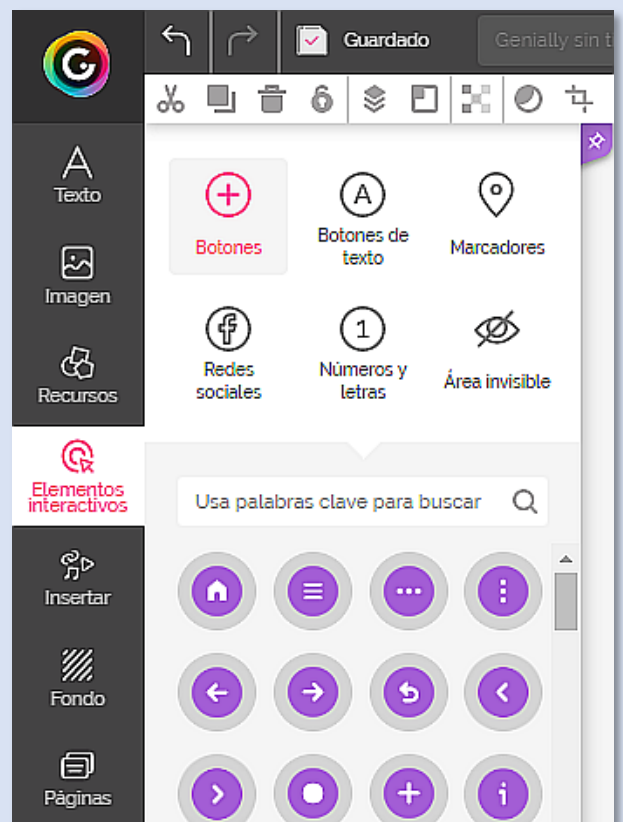 Guardado
Genially sin t
Texto
Imagen
Recursos
Elementos
interactivos
Insertar
Fondo
Páginas
Botones
A
Botones de
texto
Marcadores
Redes
sociales
1
Números y
letras
Área invisible
Usa palabras clave para buscar